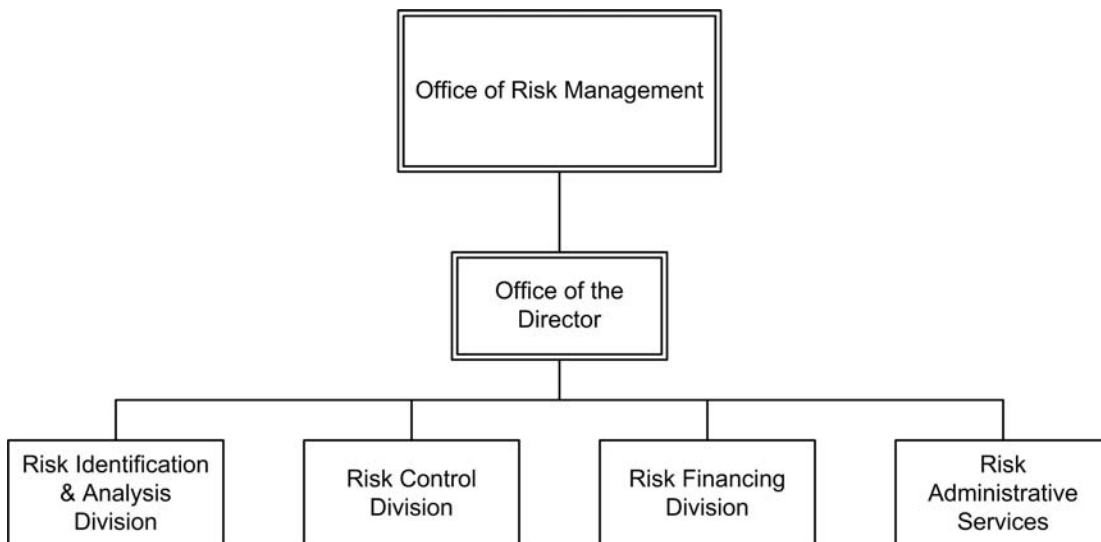 Office of Risk Management
Office of the
Director
Risk Identification
& Analysis
Division
Risk Control
Division
Risk Financing
Division
Risk
Administrative
Services